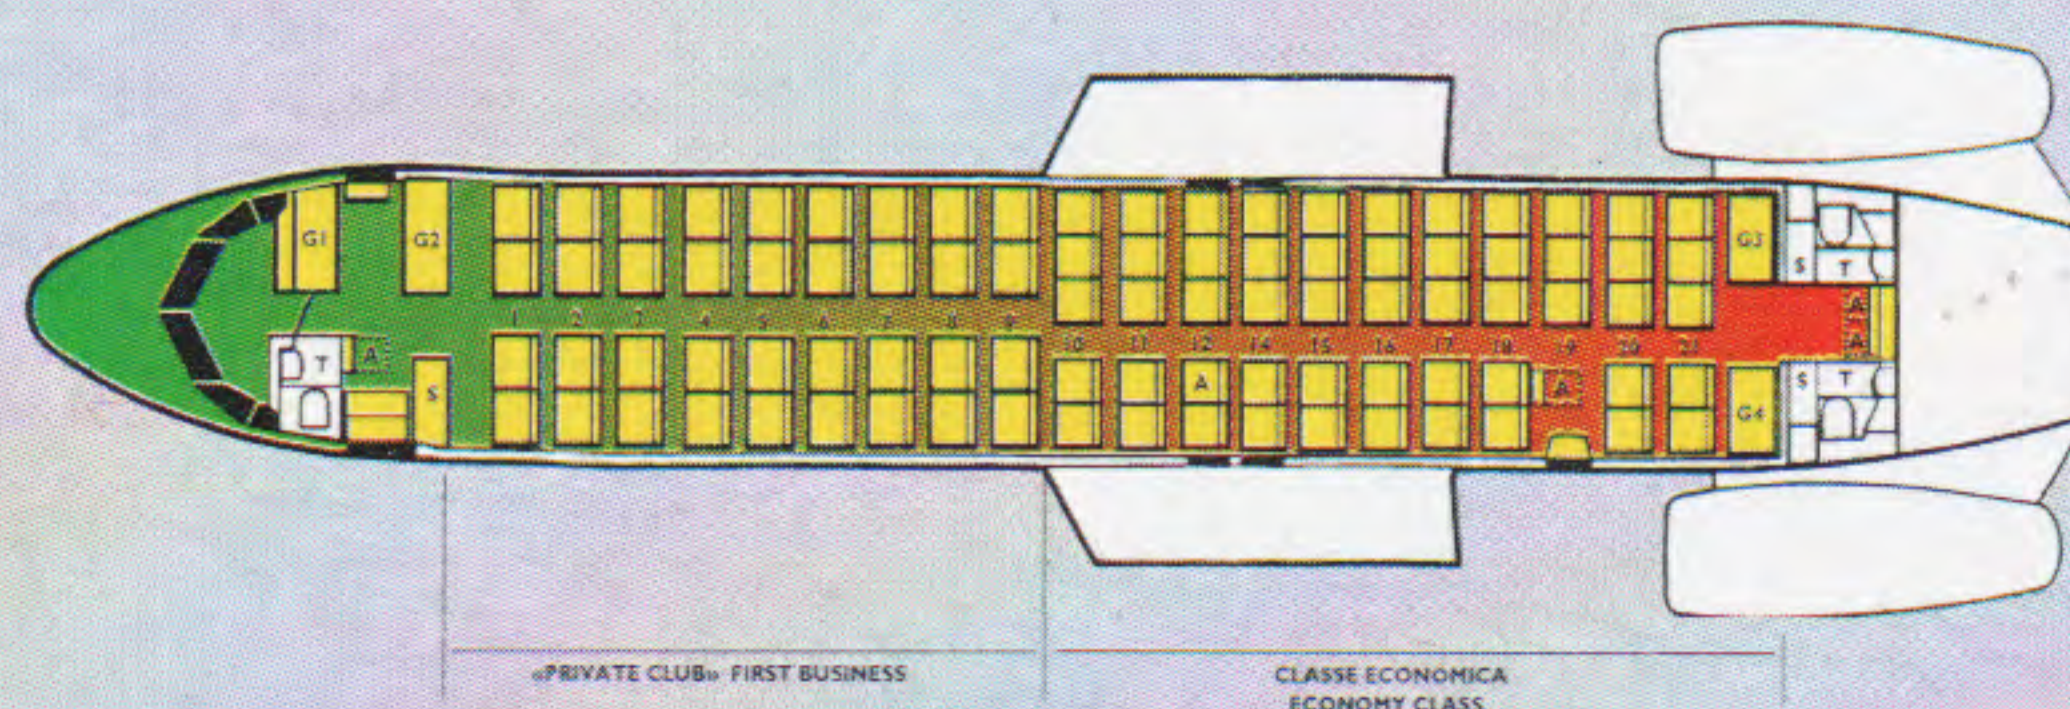 G1
G2
G3
S
T
1 2 3 4 5 6 7 8 9
10 11 12 14 15 16 17 18 19 20 21
A
A
T
A
S
A
A
S
T
G4
«PRIVATE CLUB» FIRST BUSINESS
CLASSE ECONOMICA
ECONOMY CLASS